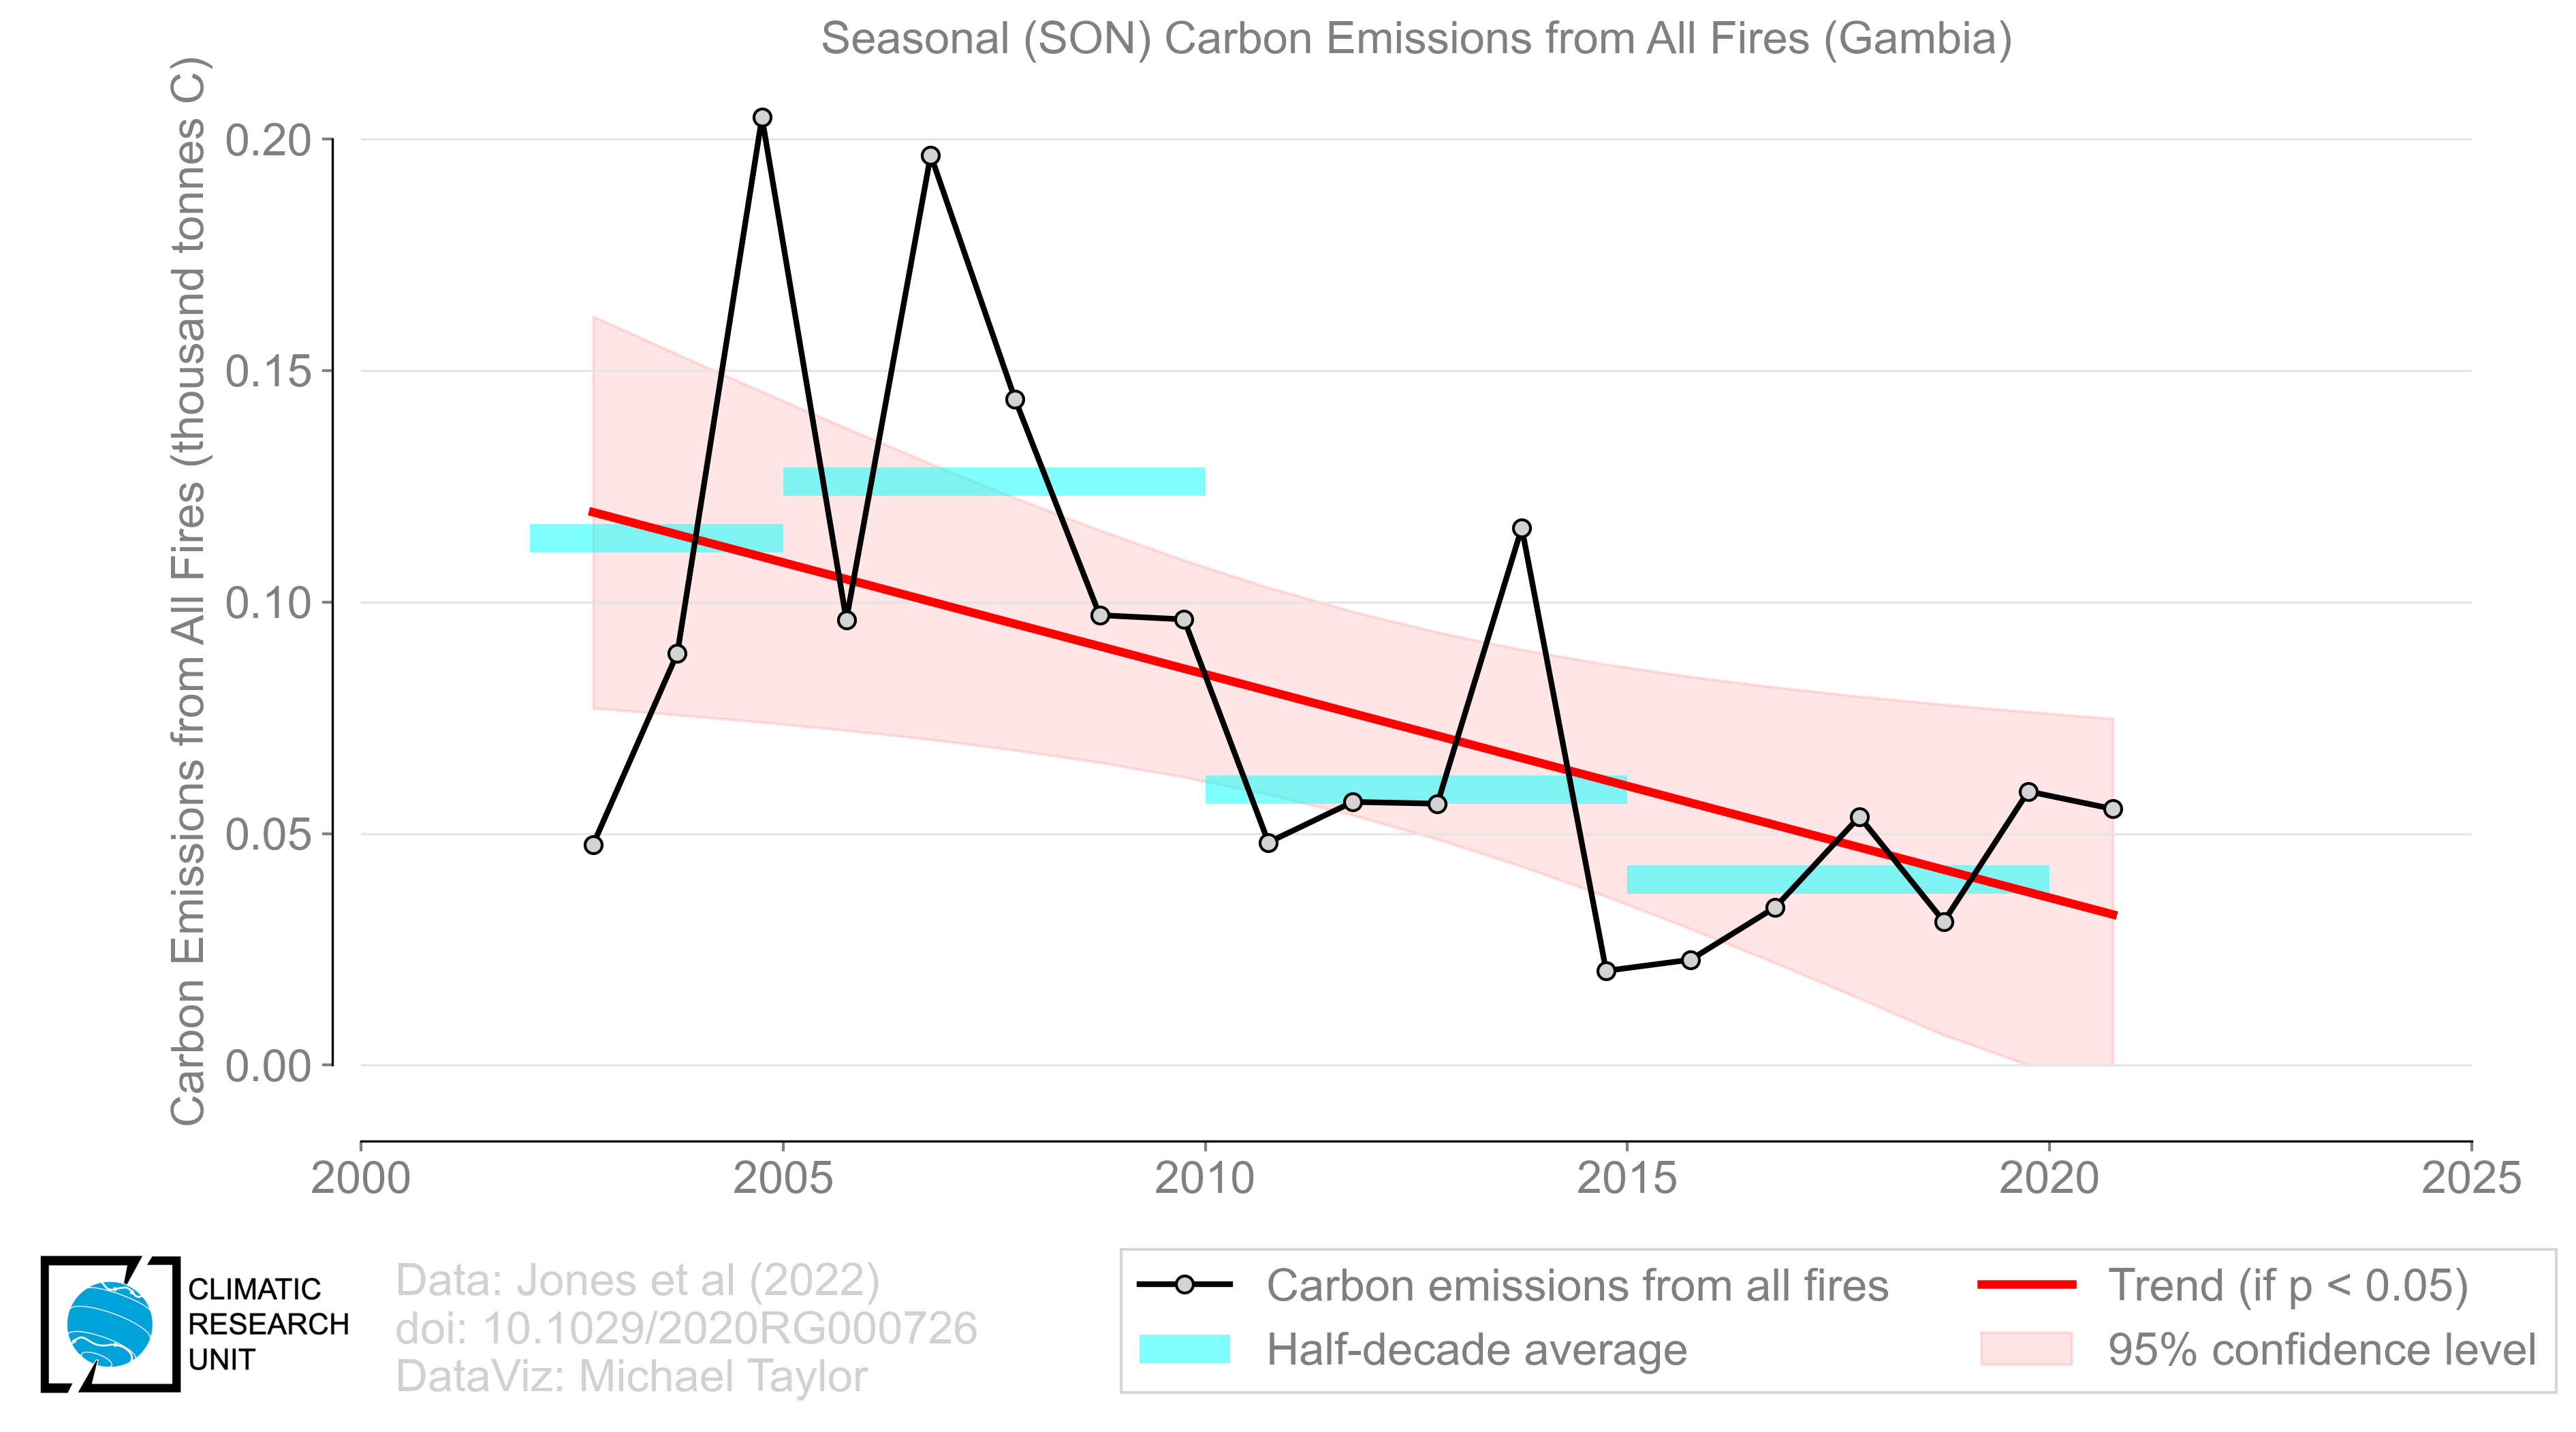 Seasonal (SON) Carbon Emissions from All Fires (Gambia)
Carbon Emissions from All Fires (thousand tonnes C)
0.20
0.15
0.10
0.05
0.00
2000 2005 2010 2015 2020 2025
CLIMATIC
RESEARCH
UNIT
Data: Jones et al (2022)
doi: 10.1029/2020RG000726
DataViz: Michael Taylor
Carbon emissions from all fires
Half-decade average
Trend (if p < 0.05)
95% confidence level